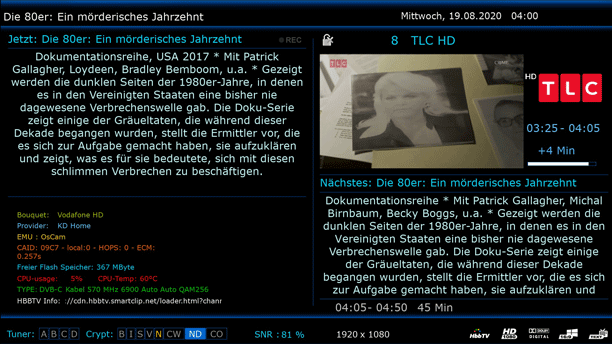 Die 80er: Ein mörderisches Jahrzehnt
Mittwoch, 19.08.2020 04:00
Jetzt: Die 80er: Ein mörderisches Jahrzehnt
REC
8 TLC HD
Dokumentationsreihe, USA 2017 * Mit Patrick
Gallagher, Loydeen, Bradley Bemboom, u.a. * Gezeigt
werden die dunklen Seiten der 1980er-Jahre, in denen
es in den Vereinigten Staaten eine bisher nie
dagewesene Verbrechenswelle gab. Die Doku-Serie
zeigt einige der Gräueltaten, die während dieser
Dekade begangen wurden, stellt die Ermittler vor, die
es sich zur Aufgabe gemacht haben, sie aufzuklären
und zeigt, was es für sie bedeutete, sich mit diesen
schlimmen Verbrechen zu beschäftigen.
TLC
HD TLC
03:25- 04:05
+4 Min
Nächstes: Die 80er: Ein mörderisches Jahrzehnt
Dokumentationsreihe * Mit Patrick Gallagher, Michal
Birnbaum, Becky Boggs, u.a. * Gezeigt werden die
dunklen Seiten der 1980er-Jahre, in denen es in den
Vereinigten Staaten eine bisher nie dagewesene
Verbrechenswelle gab. Die Doku-Serie zeigt einige
der Gräueltaten, die während dieser Dekade
begangen wurden, stellt die Ermittler vor, die es sich
zur Aufgabe gemacht haben, sie aufzuklären und
04:05- 04:50 45 Min
Bouquet: Vodafone HD
Provider: KD Home
EMU : OsCam
CAID: 09C7 - local:0 - HOPS: 0 - ECM:
0.257s
Freier Flash Speicher: 367 MByte
CPU-usage: 5% CPU-Temp: 60ºC
TYPE: DVB-C Kabel 570 MHz 6900 Auto Auto QAM256
HBBTV Info: ://cdn.hbbtv.smartclip.net/loader.html?chanr
Tuner: A B C D Crypt: B I S V N CW ND CO SNR : 81 % 1920 x 1080
HbbTV HD 1080 DOLBY DIGITAL